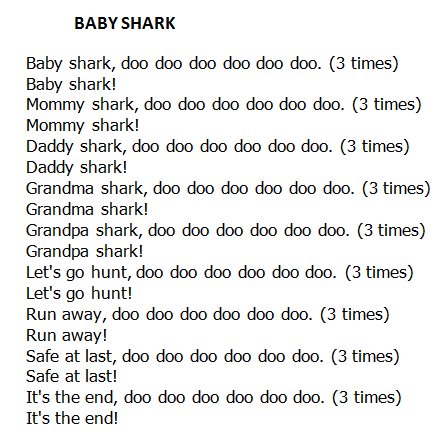 BABY SHARK
Baby shark, doo doo doo doo doo doo. (3 times)
Baby shark!
Mommy shark, doo doo doo doo doo doo. (3 times)
Mommy shark!
Daddy shark, doo doo doo doo doo doo. (3 times)
Daddy shark!
Grandma shark, doo doo doo doo doo doo. (3 times)
Grandma shark!
Grandpa shark, doo doo doo doo doo doo. (3 times)
Grandpa shark!
Let's go hunt, doo doo doo doo doo doo. (3 times)
Let's go hunt!
Run away, doo doo doo doo doo doo. (3 times)
Run away!
Safe at last, doo doo doo doo doo doo. (3 times)
Safe at last!
It's the end, doo doo doo doo doo doo. (3 times)
It's the end!